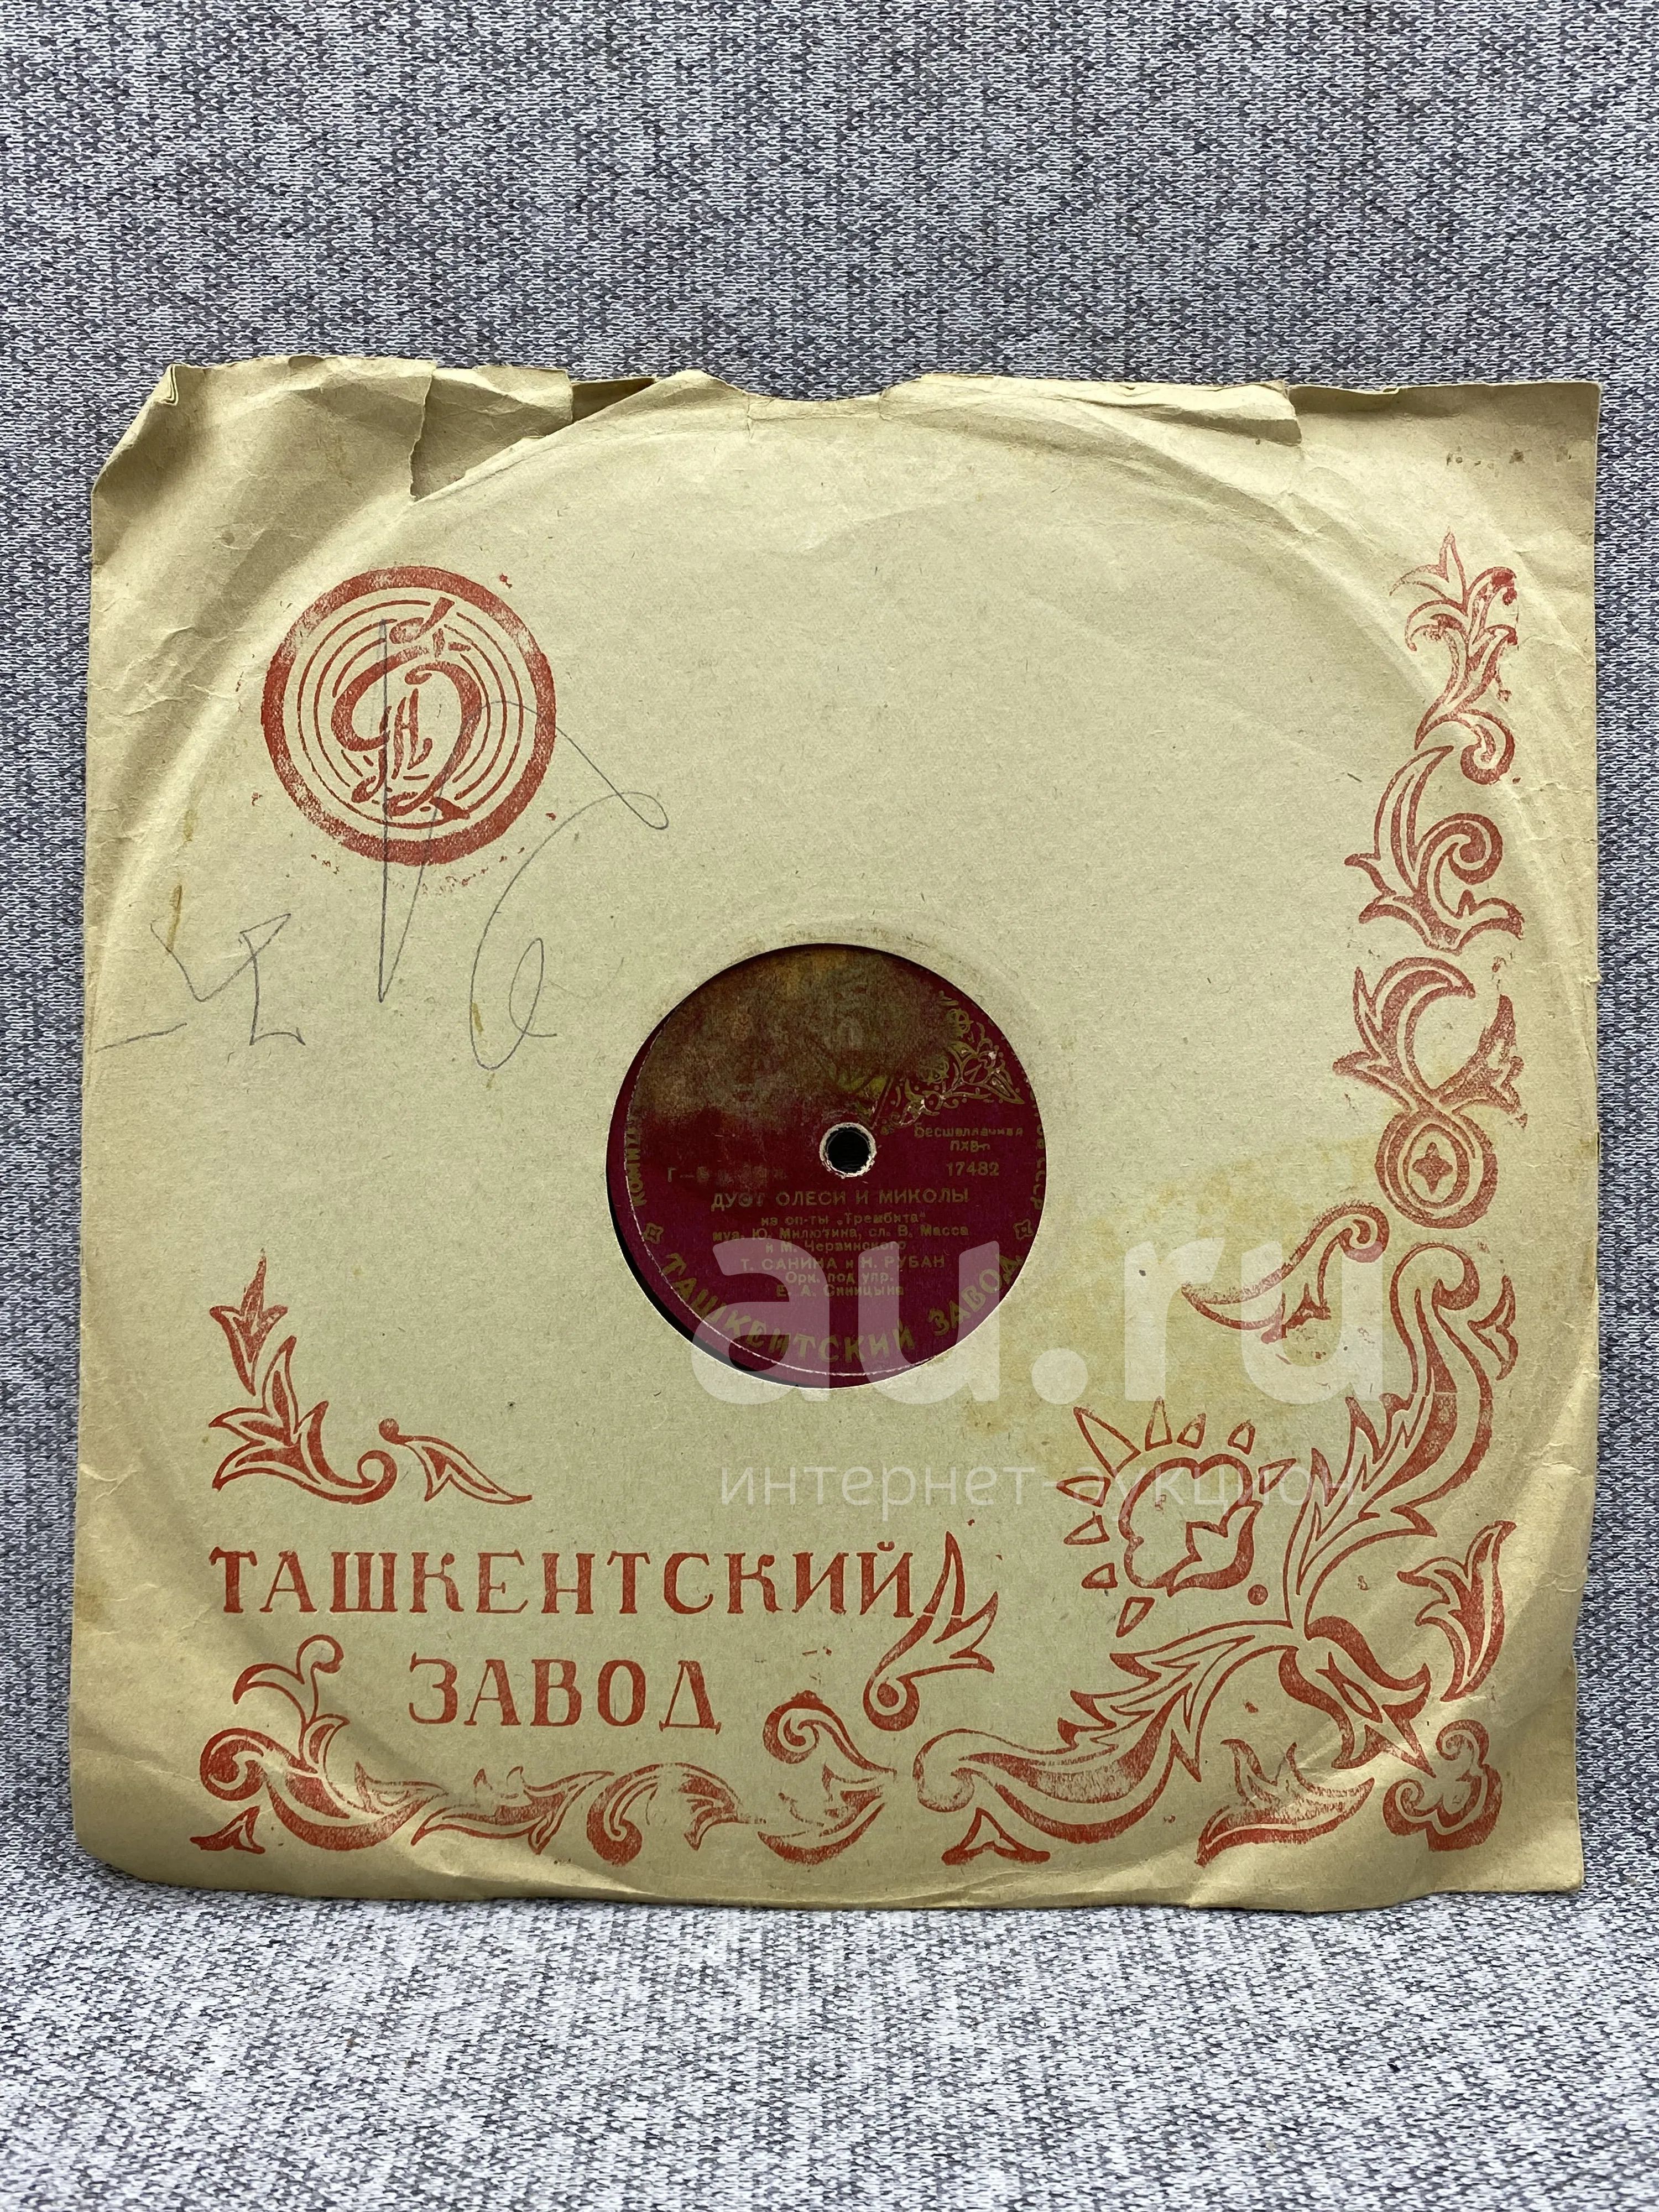 Бесшеллачная
17482
ДУЭТ ОЛЕСИ И МИКОЛЫ
из оп-ты „Трембита"
муз. Ю. Милютина, сл. В. Масса
и М. Червинского
Т. САНИНА и Н. РУБАН
Орк. под упр.
Е. А. Синицына
ТАШКЕНТСКИЙ ЗАВОД
au.ru
интернет-аукцион
ТАШКЕНТСКИЙ
ЗАВОД